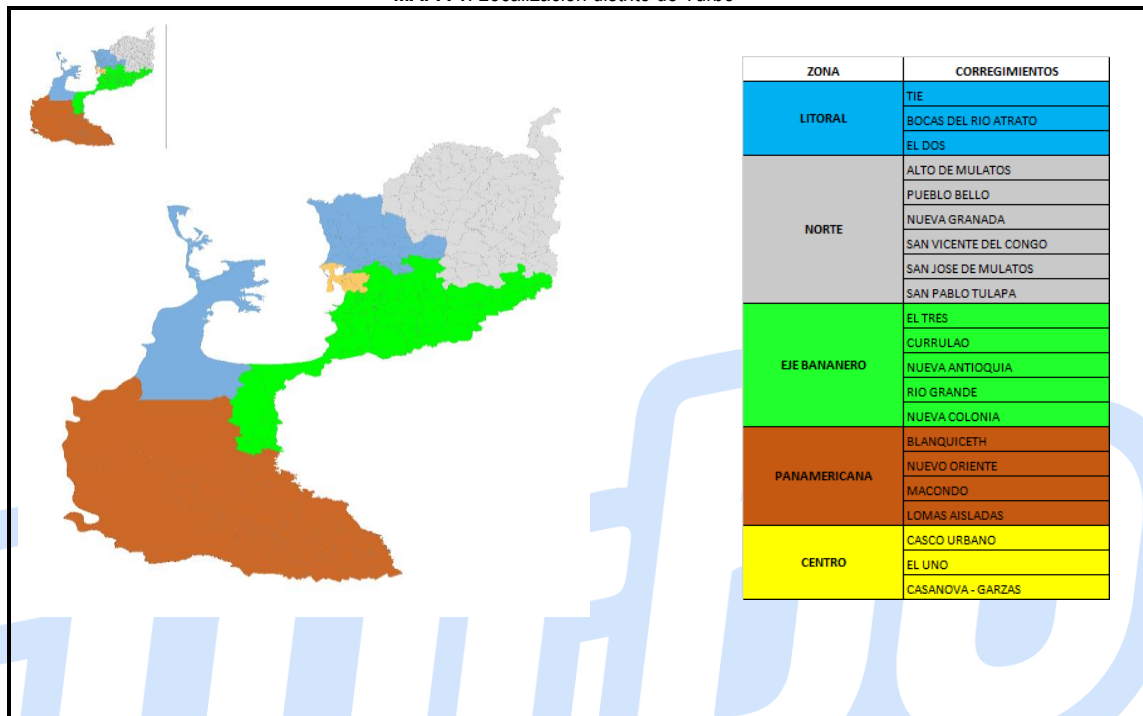 ZONA CORREGIMIENTOS
LITORAL
TIE
BOCAS DEL RIO ATRATO
EL DOS
NORTE
ALTO DE MULATOS
PUEBLO BELLO
NUEVA GRANADA
SAN VICENTE DEL CONGO
SAN JOSE DE MULATOS
SAN PABLO TULAPA
EJE BANANERO
EL TRES
CURRULAO
NUEVA ANTIOQUIA
RIO GRANDE
NUEVA COLONIA
PANAMERICANA
BLANQUICETH
NUEVO ORIENTE
MACONDO
LOMAS AISLADAS
CENTRO
CASCO URBANO
EL UNO
CASANOVA - GARZAS